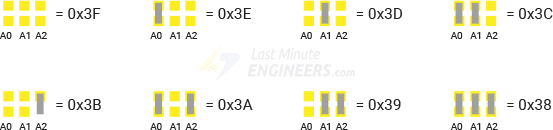 = 0x3F
A0 A1 A2
= 0x3E
A0 A1 A2
= 0x3D
A0 A1 A2
= 0x3C
A0 A1 A2
Last Minute
ENGINEERS.com
= 0x3B
A0 A1 A2
= 0x3A
A0 A1 A2
= 0x39
A0 A1 A2
= 0x38
A0 A1 A2